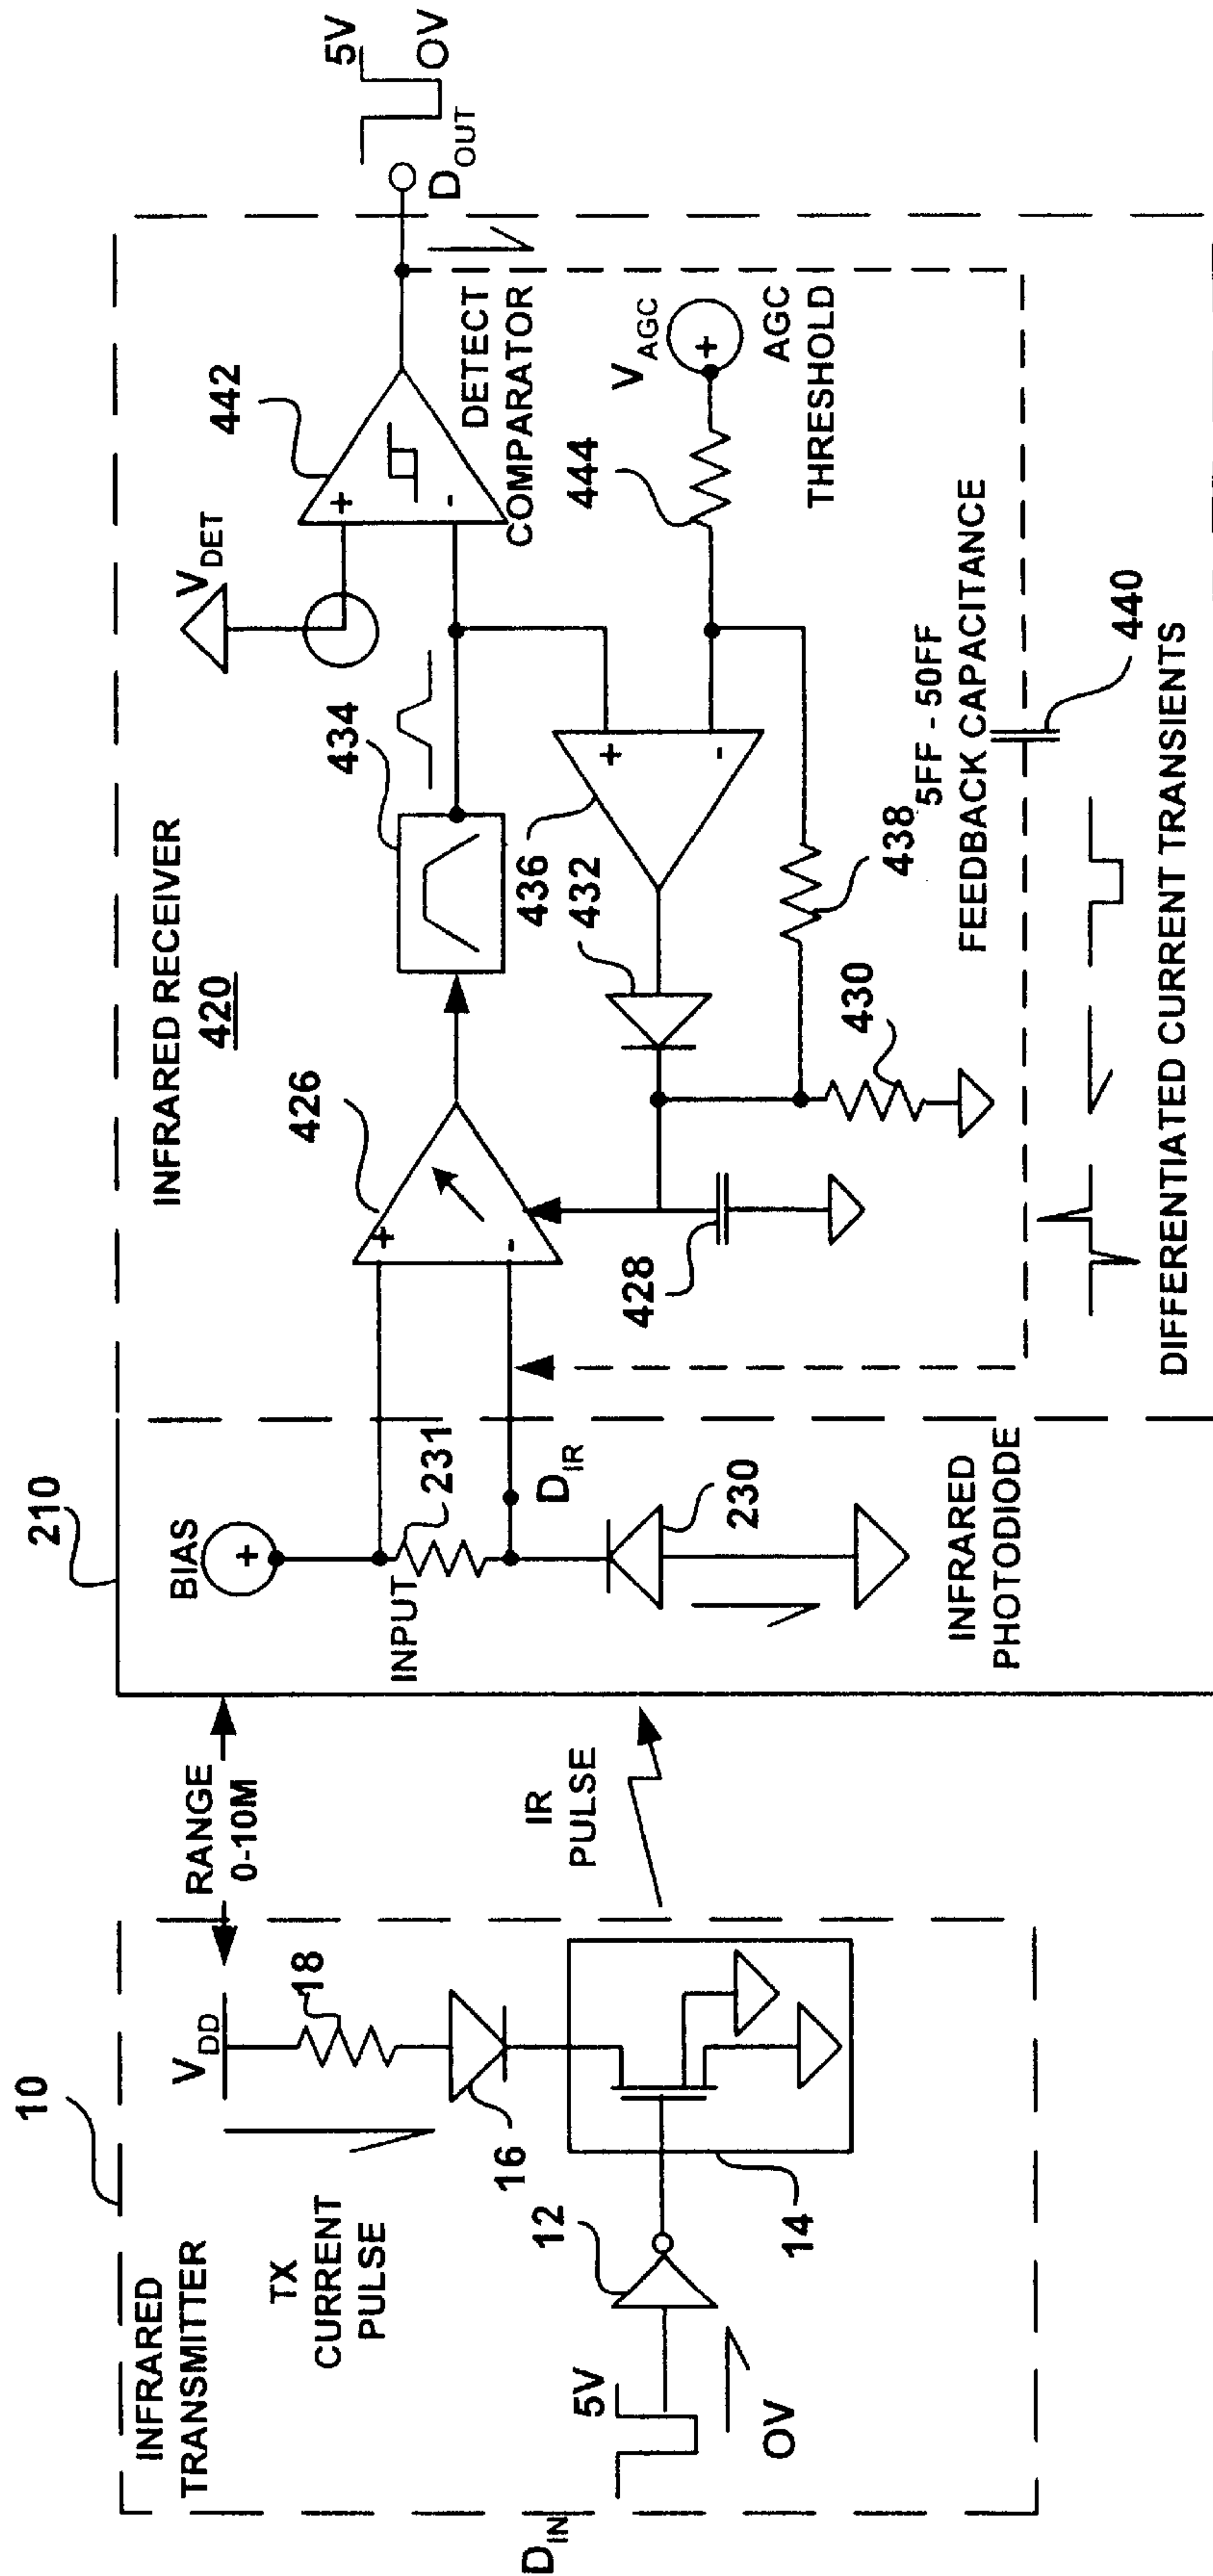 10
INFRARED
TRANSMITTER
V_DD
18
TX
CURRENT
PULSE
16
12
14
5V
0V
D_IN
RANGE
0-10M
IR
PULSE
210
BIAS
+
INPUT
231
D_IR
230
INFRARED
PHOTODIODE
INFRARED RECEIVER
420
426
+
-
428
434
V_DET
442
+
-
DETECT
COMPARATOR
436
+
-
432
430
438
444
V_AGC
+
AGC
THRESHOLD
5FF - 50FF
FEEDBACK CAPACITANCE
440
DIFFERENTIATED CURRENT TRANSIENTS
D_OUT
5V
0V